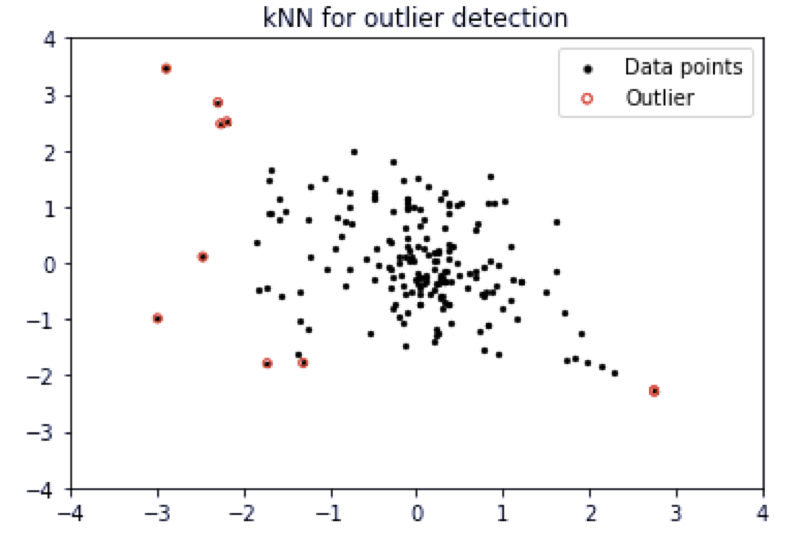 kNN for outlier detection
4
3
2
1
0
−1
−2
−3
−4
−4 −3 −2 −1 0 1 2 3 4
Data points
Outlier